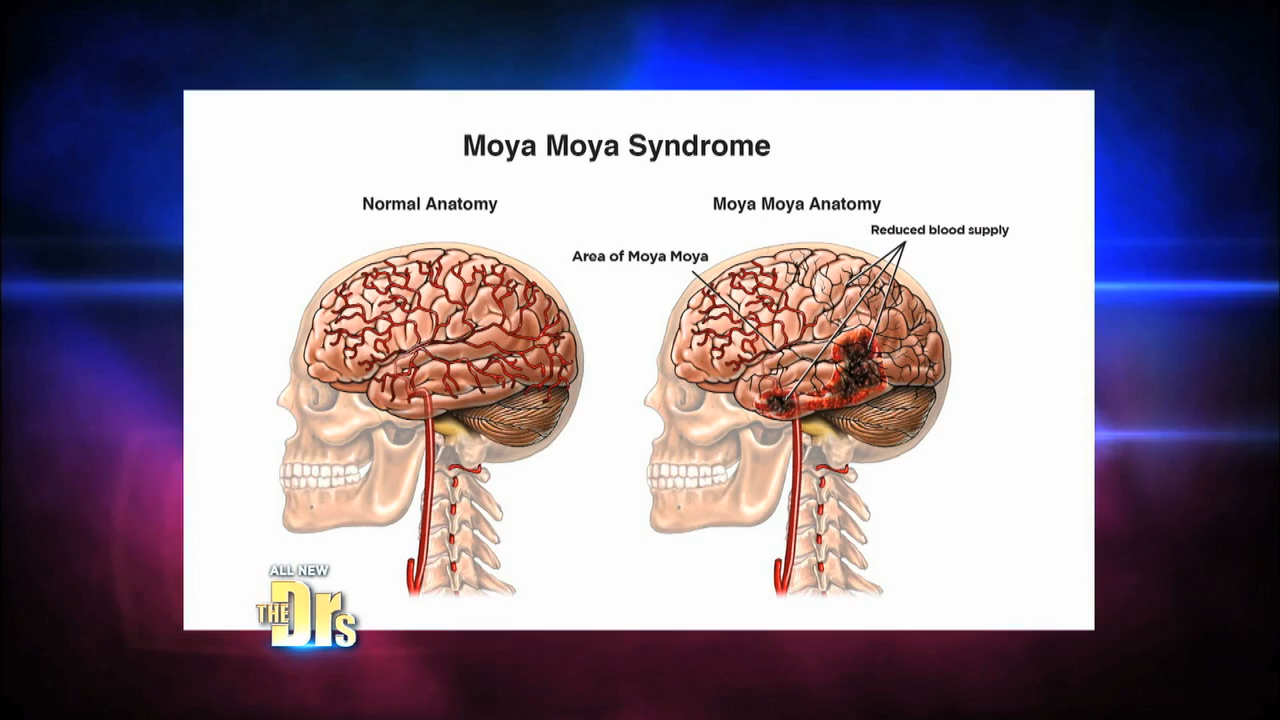 Moya Moya Syndrome
Normal Anatomy
Moya Moya Anatomy
Reduced blood supply
Area of Moya Moya
ALL NEW
THE Drs